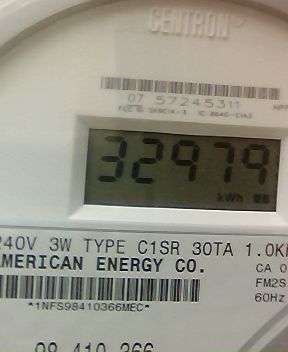 CENTRON
07 57245311
32979
kWh
240V 3W TYPE C1SR 30TA 1.0K
AMERICAN ENERGY CO.
CA 0
FM2S
60Hz
*1NFS98410366MEC*
98 410 366